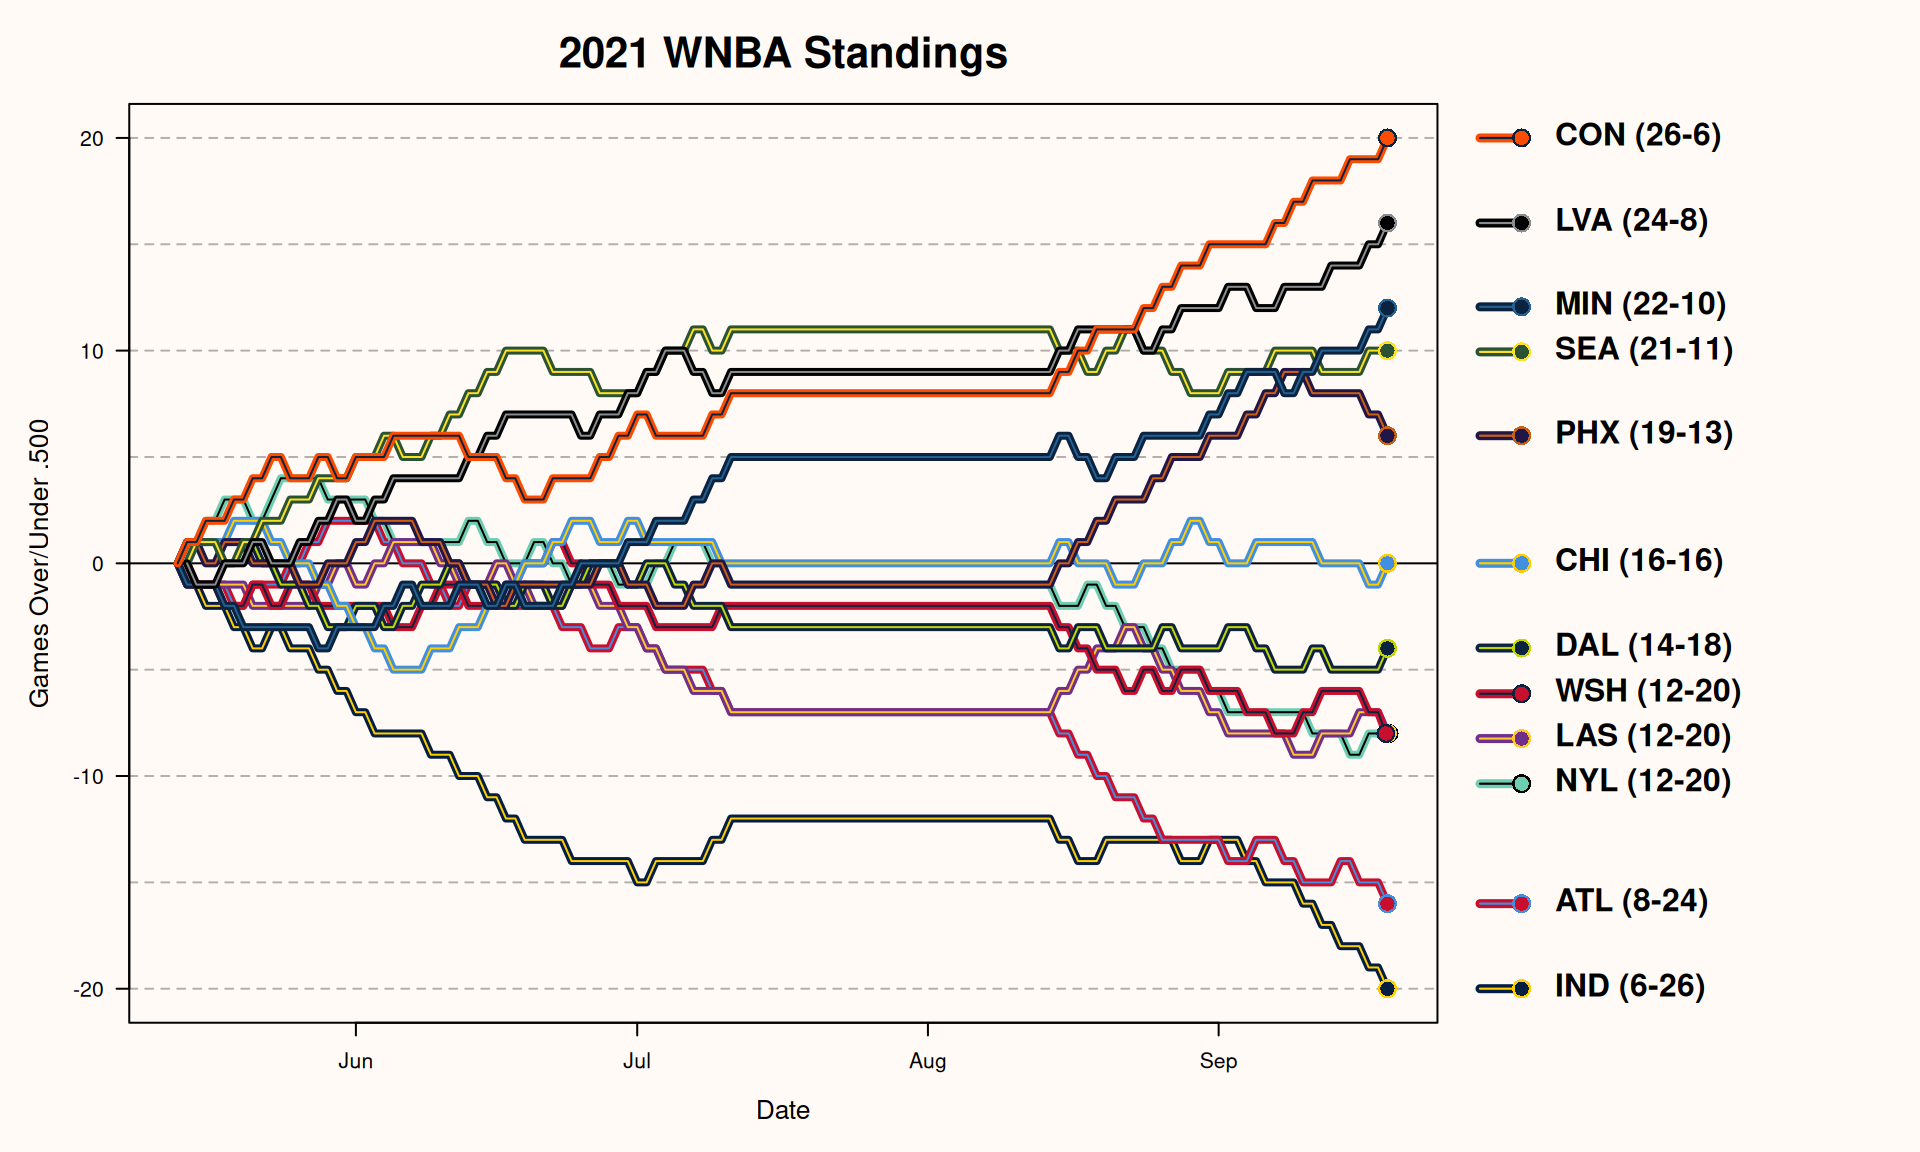 2021 WNBA Standings
Games Over/Under .500
20
10
0
-10
-20
Jun
Jul
Aug
Sep
Date
CON (26-6)
LVA (24-8)
MIN (22-10)
SEA (21-11)
PHX (19-13)
CHI (16-16)
DAL (14-18)
WSH (12-20)
LAS (12-20)
NYL (12-20)
ATL (8-24)
IND (6-26)